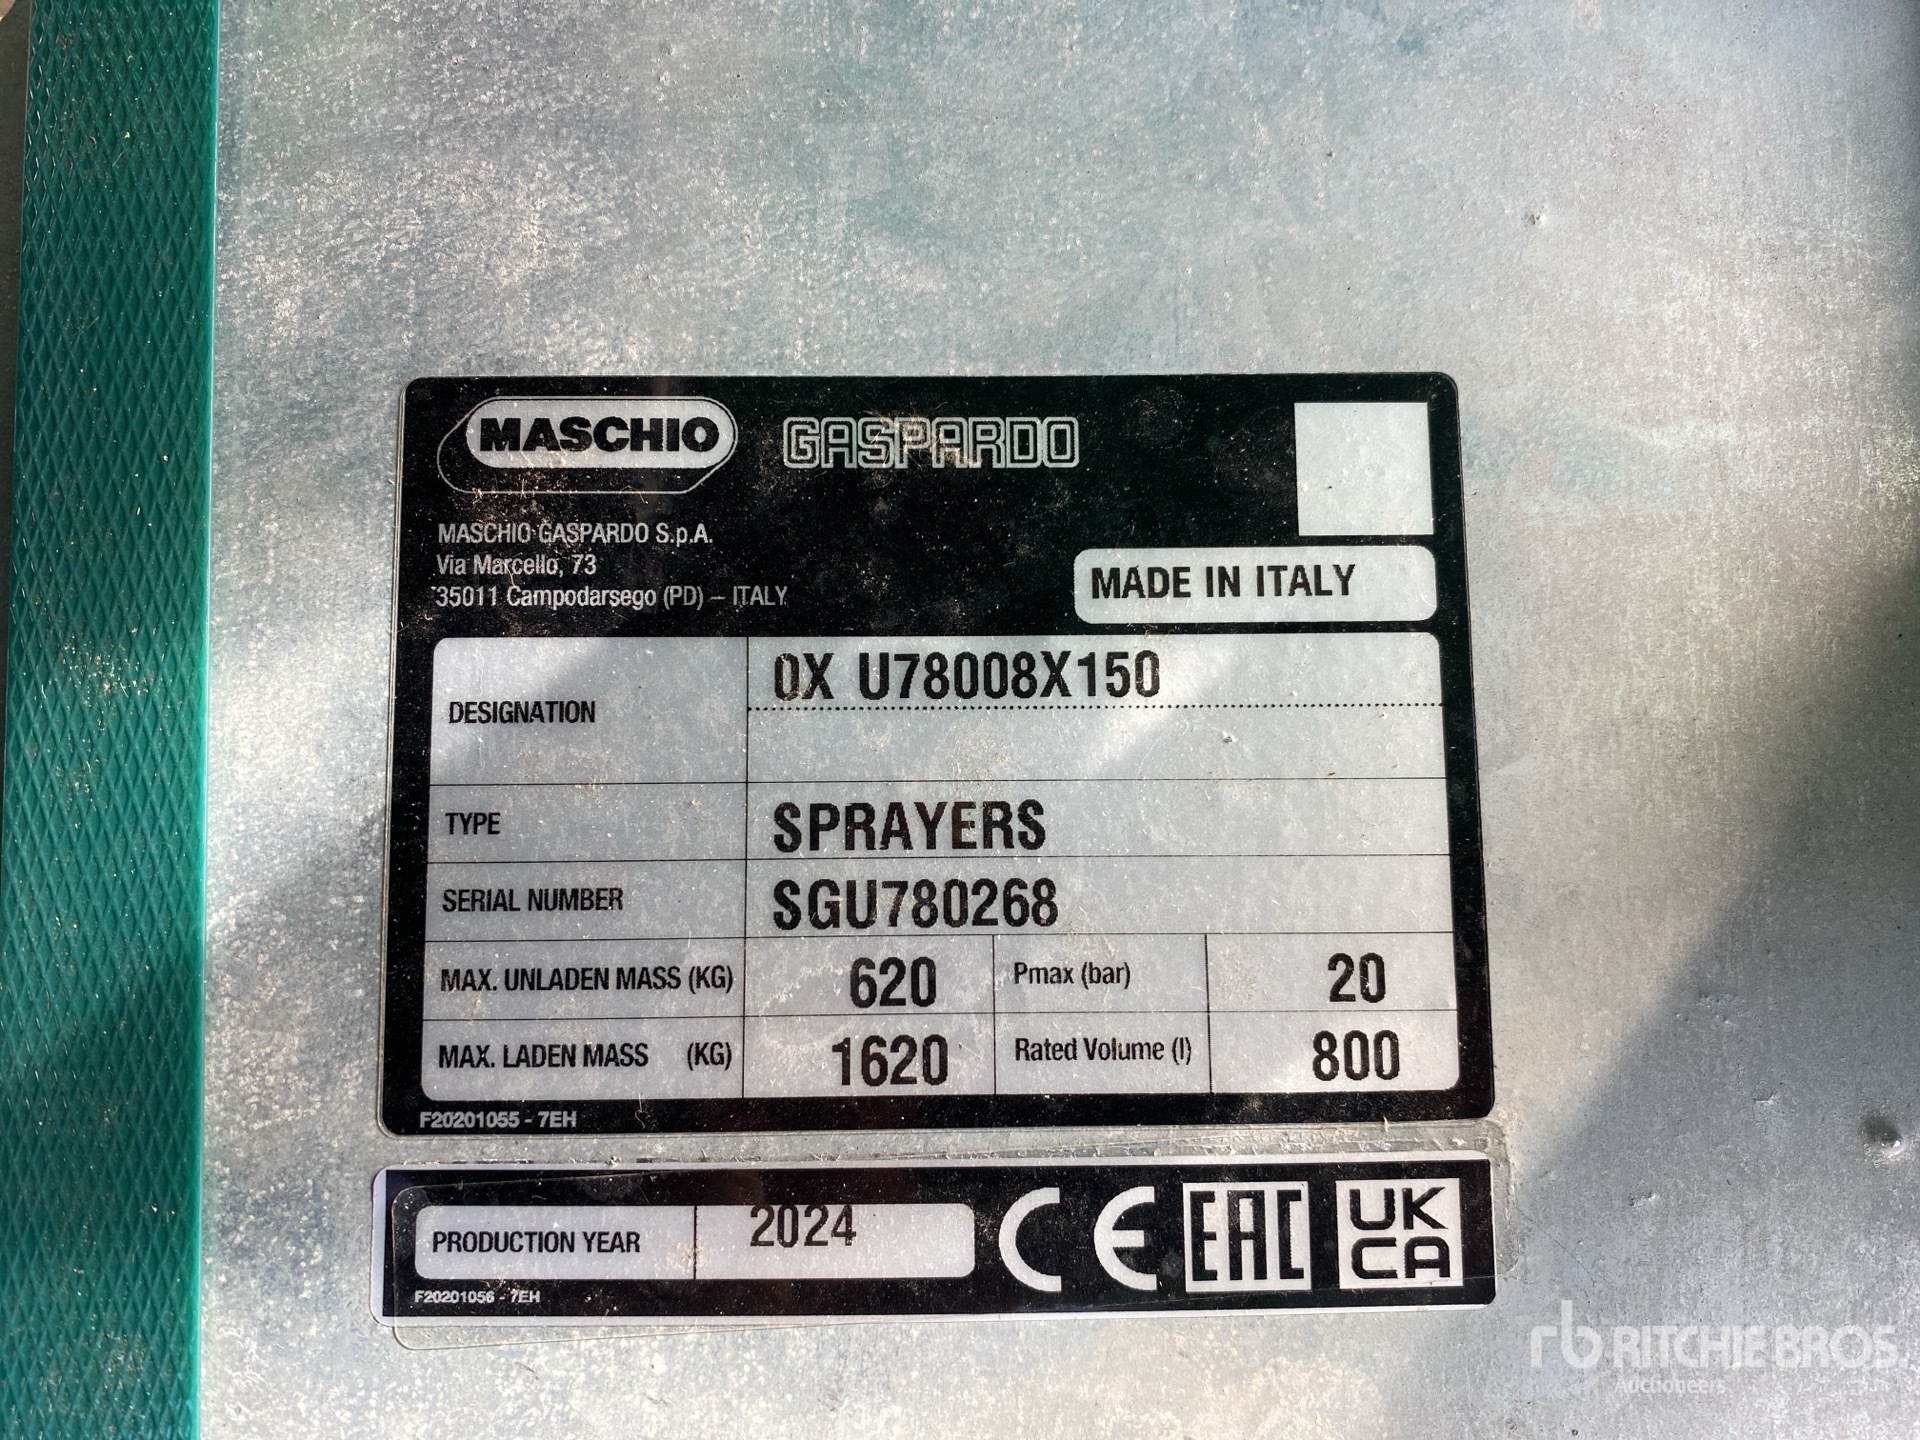 MASCHIO GASPARDO
MASCHIO GASPARDO S.p.A.
Via Marcello, 73
35011 Campodarsego (PD) – ITALY
MADE IN ITALY
DESIGNATION 0X U78008X150
TYPE SPRAYERS
SERIAL NUMBER SGU780268
MAX. UNLADEN MASS (KG) 620 Pmax (bar) 20
MAX. LADEN MASS (KG) 1620 Rated Volume (l) 800
F20201055 - 7EH
PRODUCTION YEAR 2024 CE EAC UK CA
F20201056 - 7EH
rb RITCHIE BROS.
Auctioneers